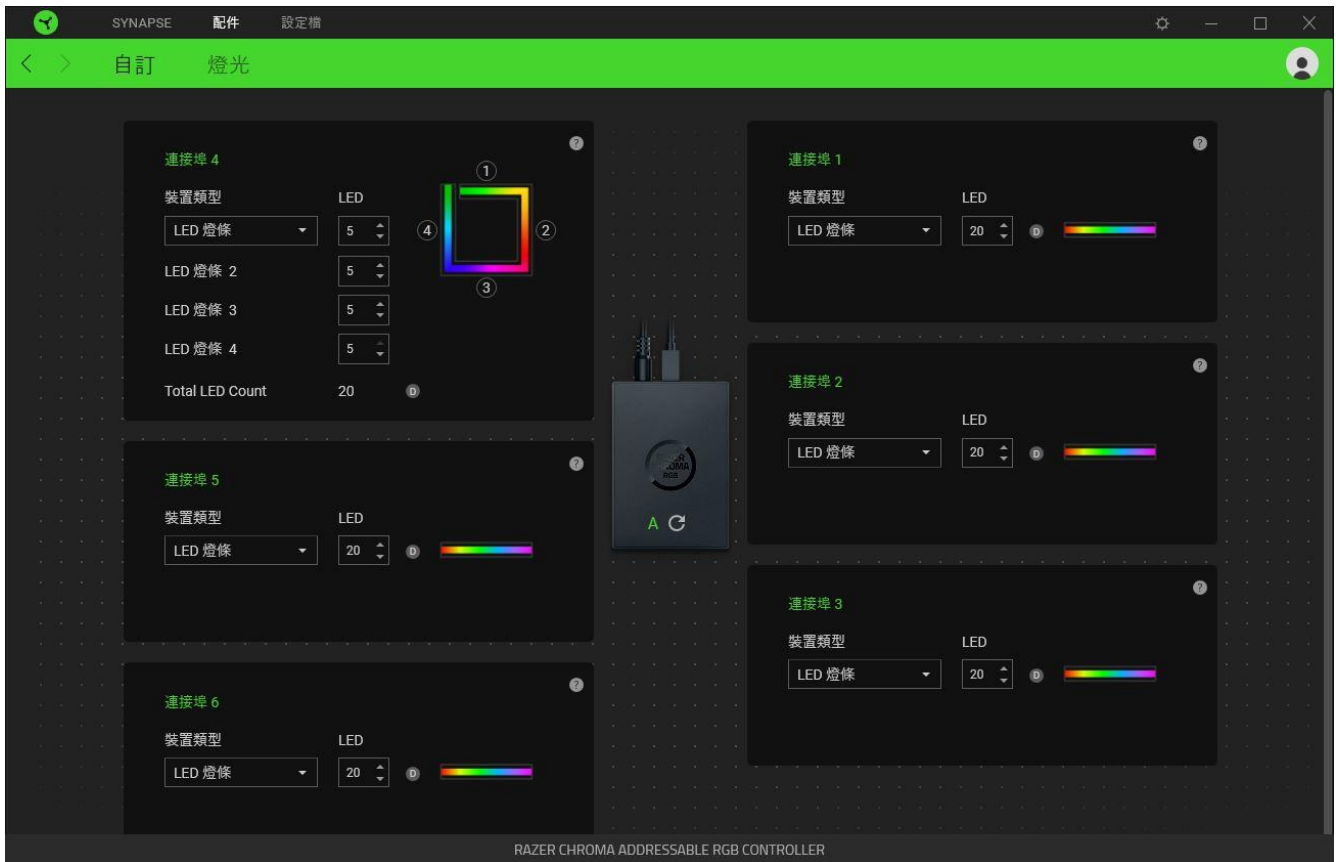 SYNAPSE 配件 設定檔
自訂 燈光
連接埠 4
裝置類型 LED
LED 燈條 5
LED 燈條 2 5
LED 燈條 3 5
LED 燈條 4 5
Total LED Count 20 D
1
2
3
4
連接埠 5
裝置類型 LED
LED 燈條 20 D
連接埠 6
裝置類型 LED
LED 燈條 20 D
RAZER
CHROMA
RGB
A
連接埠 1
裝置類型 LED
LED 燈條 20 D
連接埠 2
裝置類型 LED
LED 燈條 20 D
連接埠 3
裝置類型 LED
LED 燈條 20 D
RAZER CHROMA ADDRESSABLE RGB CONTROLLER